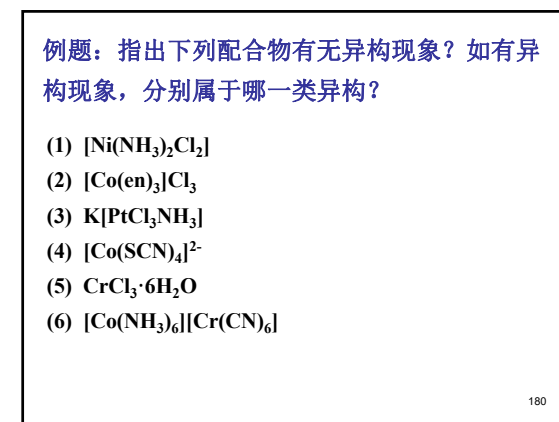 例题：指出下列配合物有无异构现象？如有异
构现象，分别属于哪一类异构？
(1) [Ni(NH₃)₂Cl₂]
(2) [Co(en)₃]Cl₃
(3) K[PtCl₃NH₃]
(4) [Co(SCN)₄]²⁻
(5) CrCl₃·6H₂O
(6) [Co(NH₃)₆][Cr(CN)₆]
180